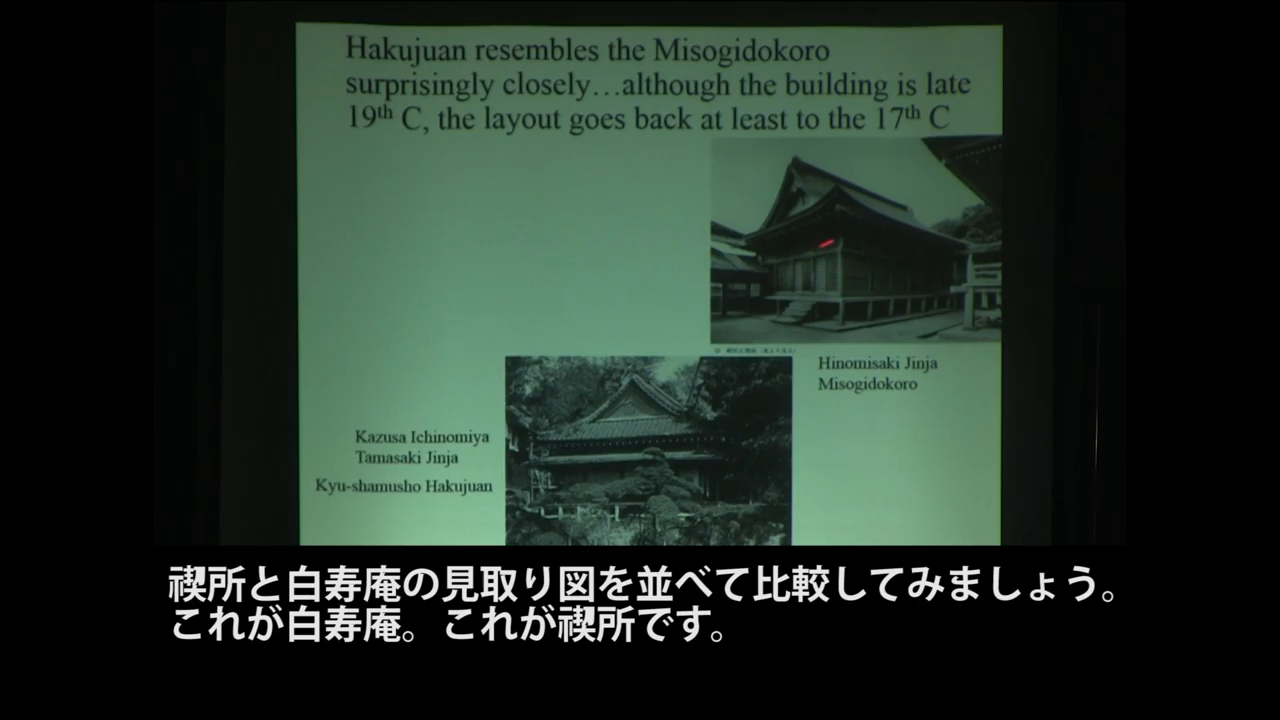 Hakujuan resembles the Misogidokoro
surprisingly closely…although the building is late
19th C, the layout goes back at least to the 17th C
Hinomisaki Jinja
Misogidokoro
Kazusa Ichinomiya
Tamasaki Jinja
Kyu-shamusho Hakujuan
禊所と白寿庵の見取り図を並べて比較してみましょう。
これが白寿庵。これが禊所です。